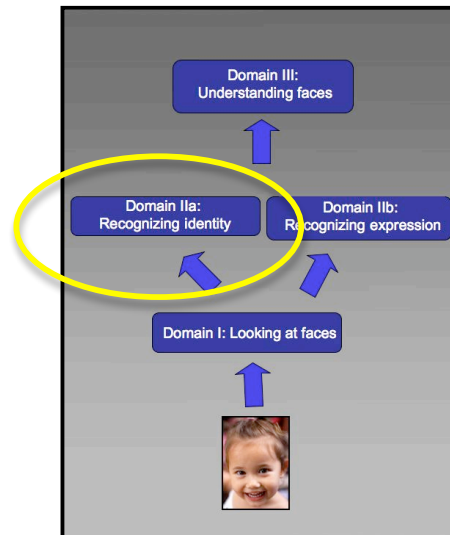 Domain III:
Understanding faces
Domain IIa:
Recognizing identity
Domain IIb:
Recognizing expression
Domain I: Looking at faces